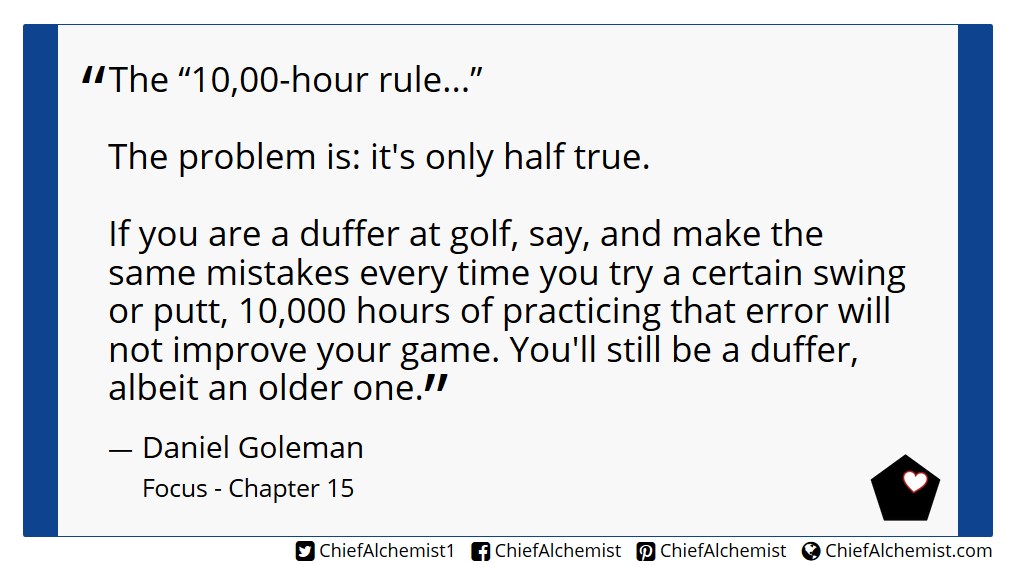 “The “10,00-hour rule...”
The problem is: it's only half true.
If you are a duffer at golf, say, and make the
same mistakes every time you try a certain swing
or putt, 10,000 hours of practicing that error will
not improve your game. You'll still be a duffer,
albeit an older one.”
— Daniel Goleman
Focus - Chapter 15
ChiefAlchemist1 ChiefAlchemist ChiefAlchemist ChiefAlchemist.com